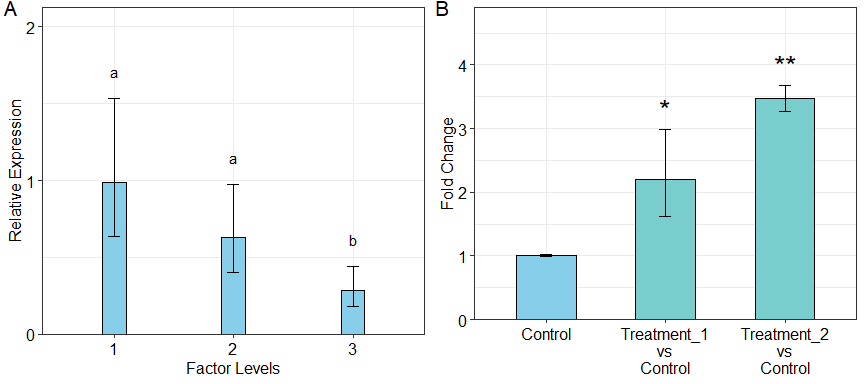 A
Relative Expression
2
1
0
a
a
b
1 2 3
Factor Levels
B
Fold Change
4
3
2
1
0
*
**
Control
Treatment_1
vs
Control
Treatment_2
vs
Control